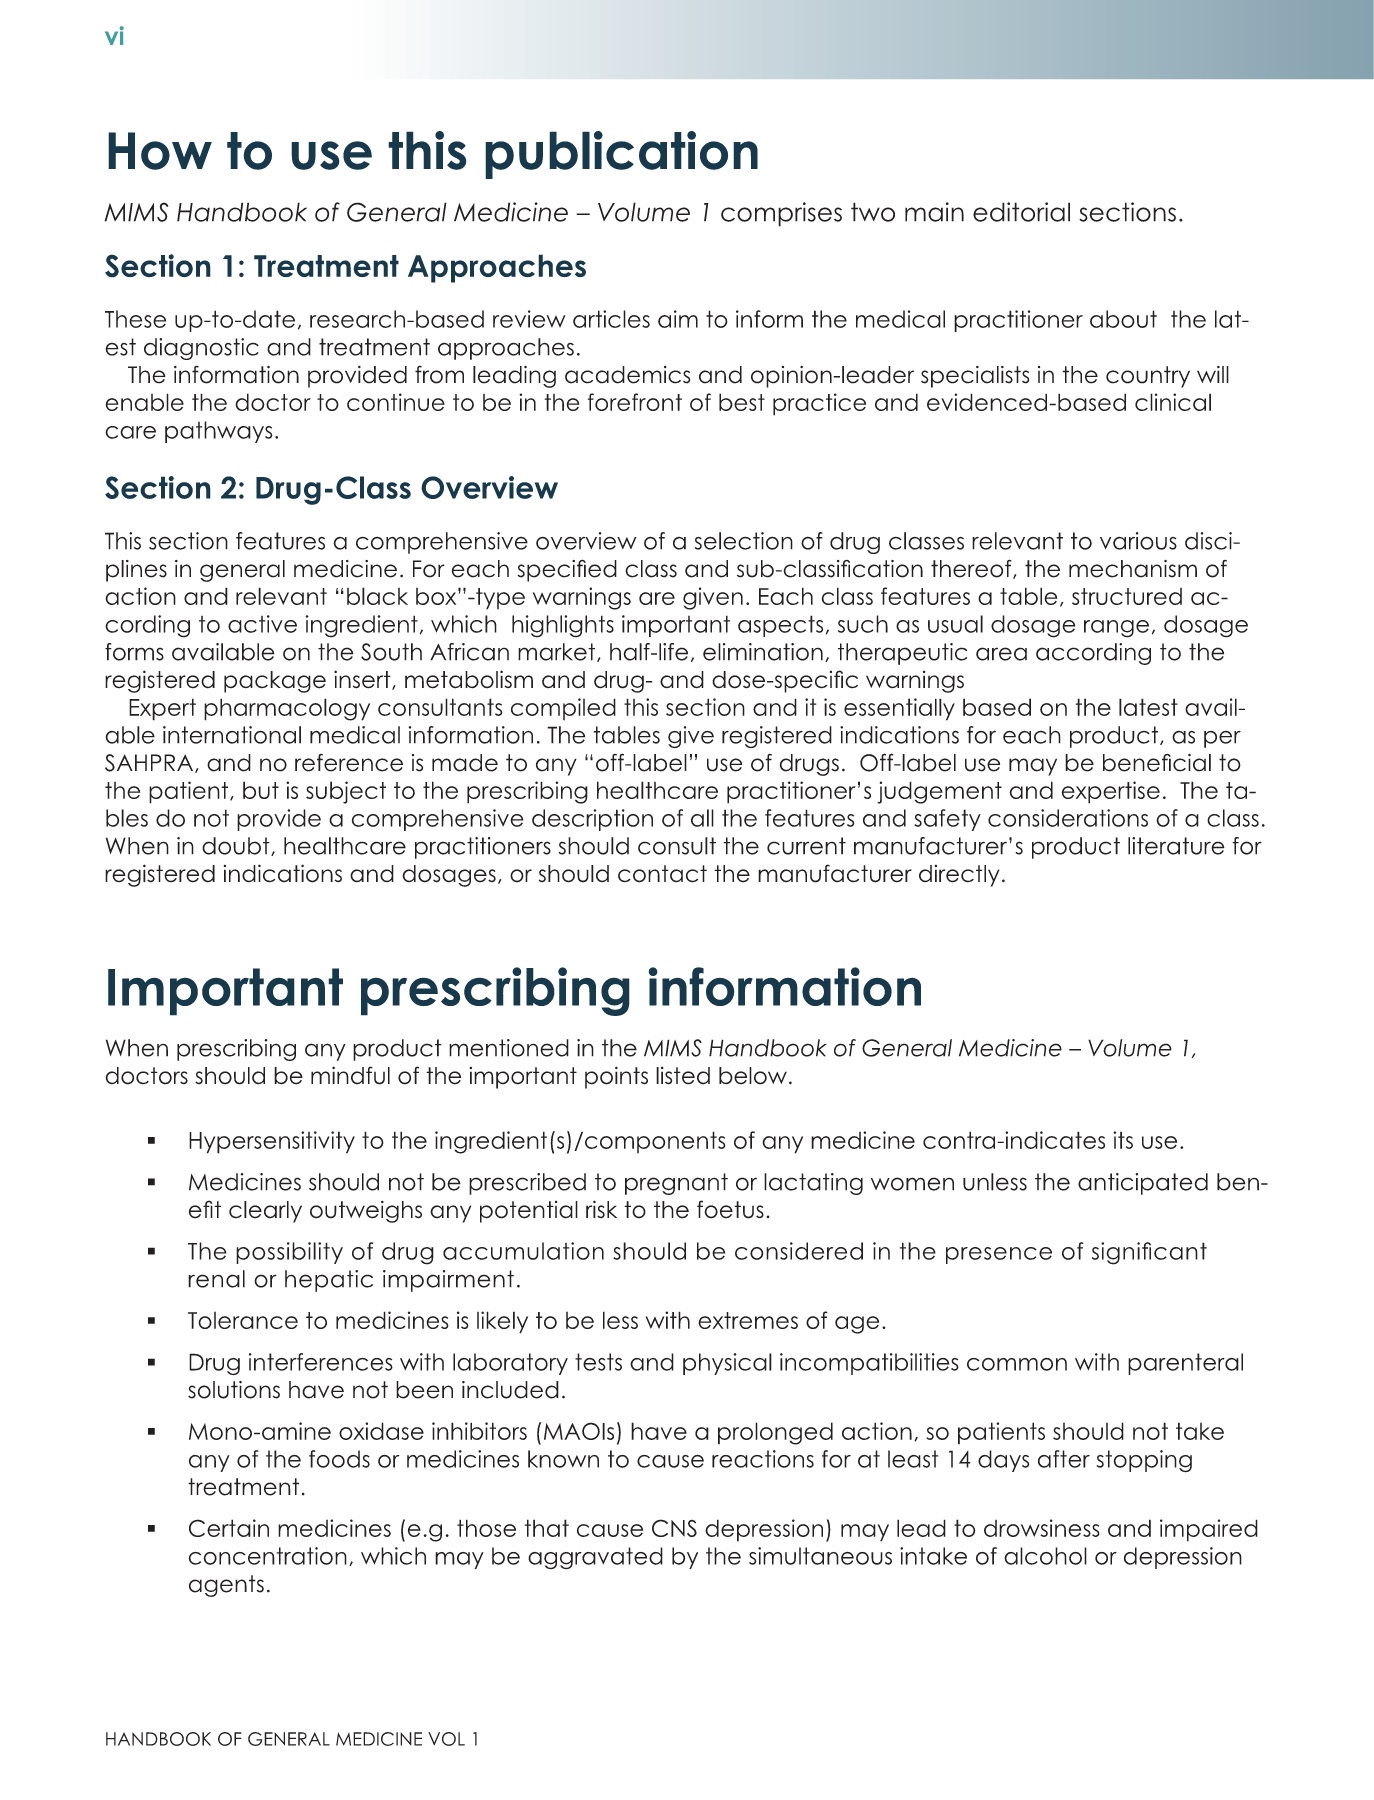 vi
How to use this publication
MIMS Handbook of General Medicine – Volume 1 comprises two main editorial sections.
Section 1: Treatment Approaches
These up-to-date, research-based review articles aim to inform the medical practitioner about  the lat-
est diagnostic and treatment approaches.
The information provided from leading academics and opinion-leader specialists in the country will
enable the doctor to continue to be in the forefront of best practice and evidenced-based clinical
care pathways.
Section 2: Drug-Class Overview
This section features a comprehensive overview of a selection of drug classes relevant to various disci-
plines in general medicine. For each specified class and sub-classification thereof, the mechanism of
action and relevant “black box”-type warnings are given. Each class features a table, structured ac-
cording to active ingredient, which  highlights important aspects, such as usual dosage range, dosage
forms available on the South African market, half-life, elimination, therapeutic area according to the
registered package insert, metabolism and drug- and dose-specific warnings
Expert pharmacology consultants compiled this section and it is essentially based on the latest avail-
able international medical information. The tables give registered indications for each product, as per
SAHPRA, and no reference is made to any “off-label” use of drugs.  Off-label use may be beneficial to
the patient, but is subject to the prescribing healthcare practitioner’s judgement and expertise.  The ta-
bles do not provide a comprehensive description of all the features and safety considerations of a class.
When in doubt, healthcare practitioners should consult the current manufacturer’s product literature for
registered indications and dosages, or should contact the manufacturer directly.
Important prescribing information
When prescribing any product mentioned in the MIMS Handbook of General Medicine – Volume 1,
doctors should be mindful of the important points listed below.
▪ Hypersensitivity to the ingredient(s)/components of any medicine contra-indicates its use.
▪ Medicines should not be prescribed to pregnant or lactating women unless the anticipated ben-
efit clearly outweighs any potential risk to the foetus.
▪ The possibility of drug accumulation should be considered in the presence of significant
renal or hepatic impairment.
▪ Tolerance to medicines is likely to be less with extremes of age.
▪ Drug interferences with laboratory tests and physical incompatibilities common with parenteral
solutions have not been included.
▪ Mono-amine oxidase inhibitors (MAOIs) have a prolonged action, so patients should not take
any of the foods or medicines known to cause reactions for at least 14 days after stopping
treatment.
▪ Certain medicines (e.g. those that cause CNS depression) may lead to drowsiness and impaired
concentration, which may be aggravated by the simultaneous intake of alcohol or depression
agents.
HANDBOOK OF GENERAL MEDICINE VOL 1